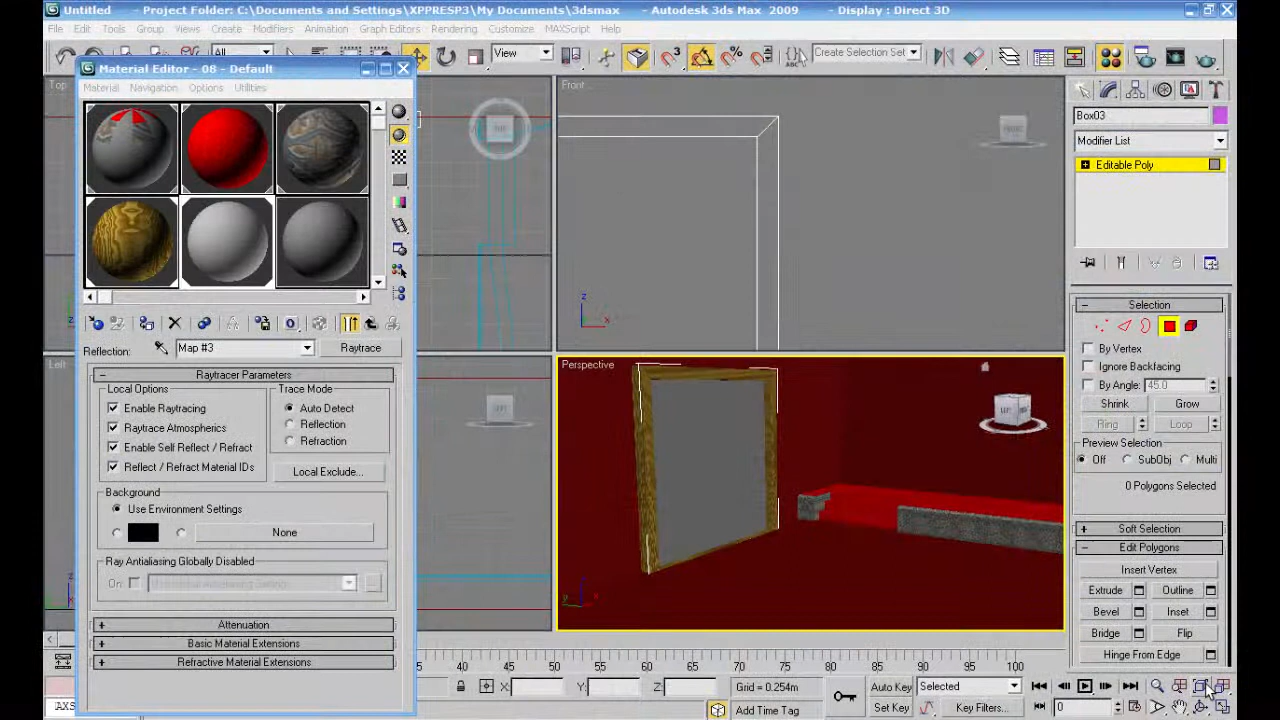 Untitled - Project Folder: C:\Documents and Settings\XPPRESP3\My Documents\3dsmax - Autodesk 3ds Max 2009 - Display : Direct 3D
File Edit Tools Group Views Create Modifiers Animation Graph Editors Rendering Customize MAXScript Help
All View Create Selection Set
Material Editor - 08 - Default
Material Navigation Options Utilities
Top Front
Reflection: Map #3 Raytrace
Raytracer Parameters
Local Options Trace Mode
Enable Raytracing Auto Detect
Raytrace Atmospherics Reflection
Enable Self Reflect / Refract Refraction
Reflect / Refract Material IDs Local Exclude...
Background
Use Environment Settings
None
Ray Antialiasing Globally Disabled
On
Attenuation
Basic Material Extensions
Refractive Material Extensions
Left Perspective
Box03
Modifier List
Editable Poly
Selection
By Vertex
Ignore Backfacing
By Angle: 45.0
Shrink Grow
Ring Loop
Preview Selection
Off SubObj Multi
0 Polygons Selected
Soft Selection
Edit Polygons
Insert Vertex
Extrude Outline
Bevel Inset
Bridge Flip
Hinge From Edge
45 50 55 60 65 70 75 80 85 90 95 100
X: Y: Z: Grid = 0.254m Auto Key Selected
Add Time Tag Set Key Key Filters... 0